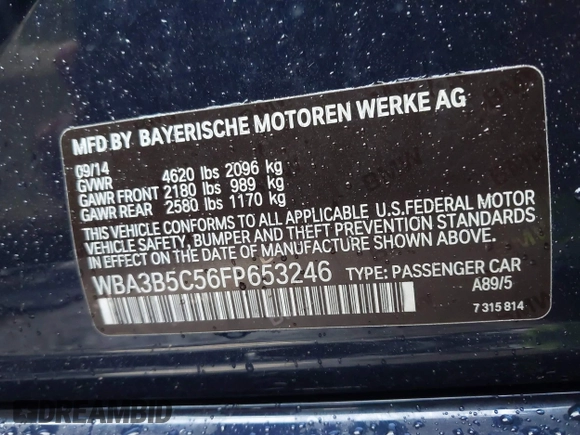 MFD BY BAYERISCHE MOTOREN WERKE AG
09/14
GVWR 4620 lbs 2096 kg
GAWR FRONT 2180 lbs 989 kg
GAWR REAR 2580 lbs 1170 kg
THIS VEHICLE CONFORMS TO ALL APPLICABLE U.S.FEDERAL MOTOR
VEHICLE SAFETY, BUMPER AND THEFT PREVENTION STANDARDS
IN EFFECT ON THE DATE OF MANUFACTURE SHOWN ABOVE.
WBA3B5C56FP653246 TYPE: PASSENGER CAR
A89/5
7 315 814
DREAMBID